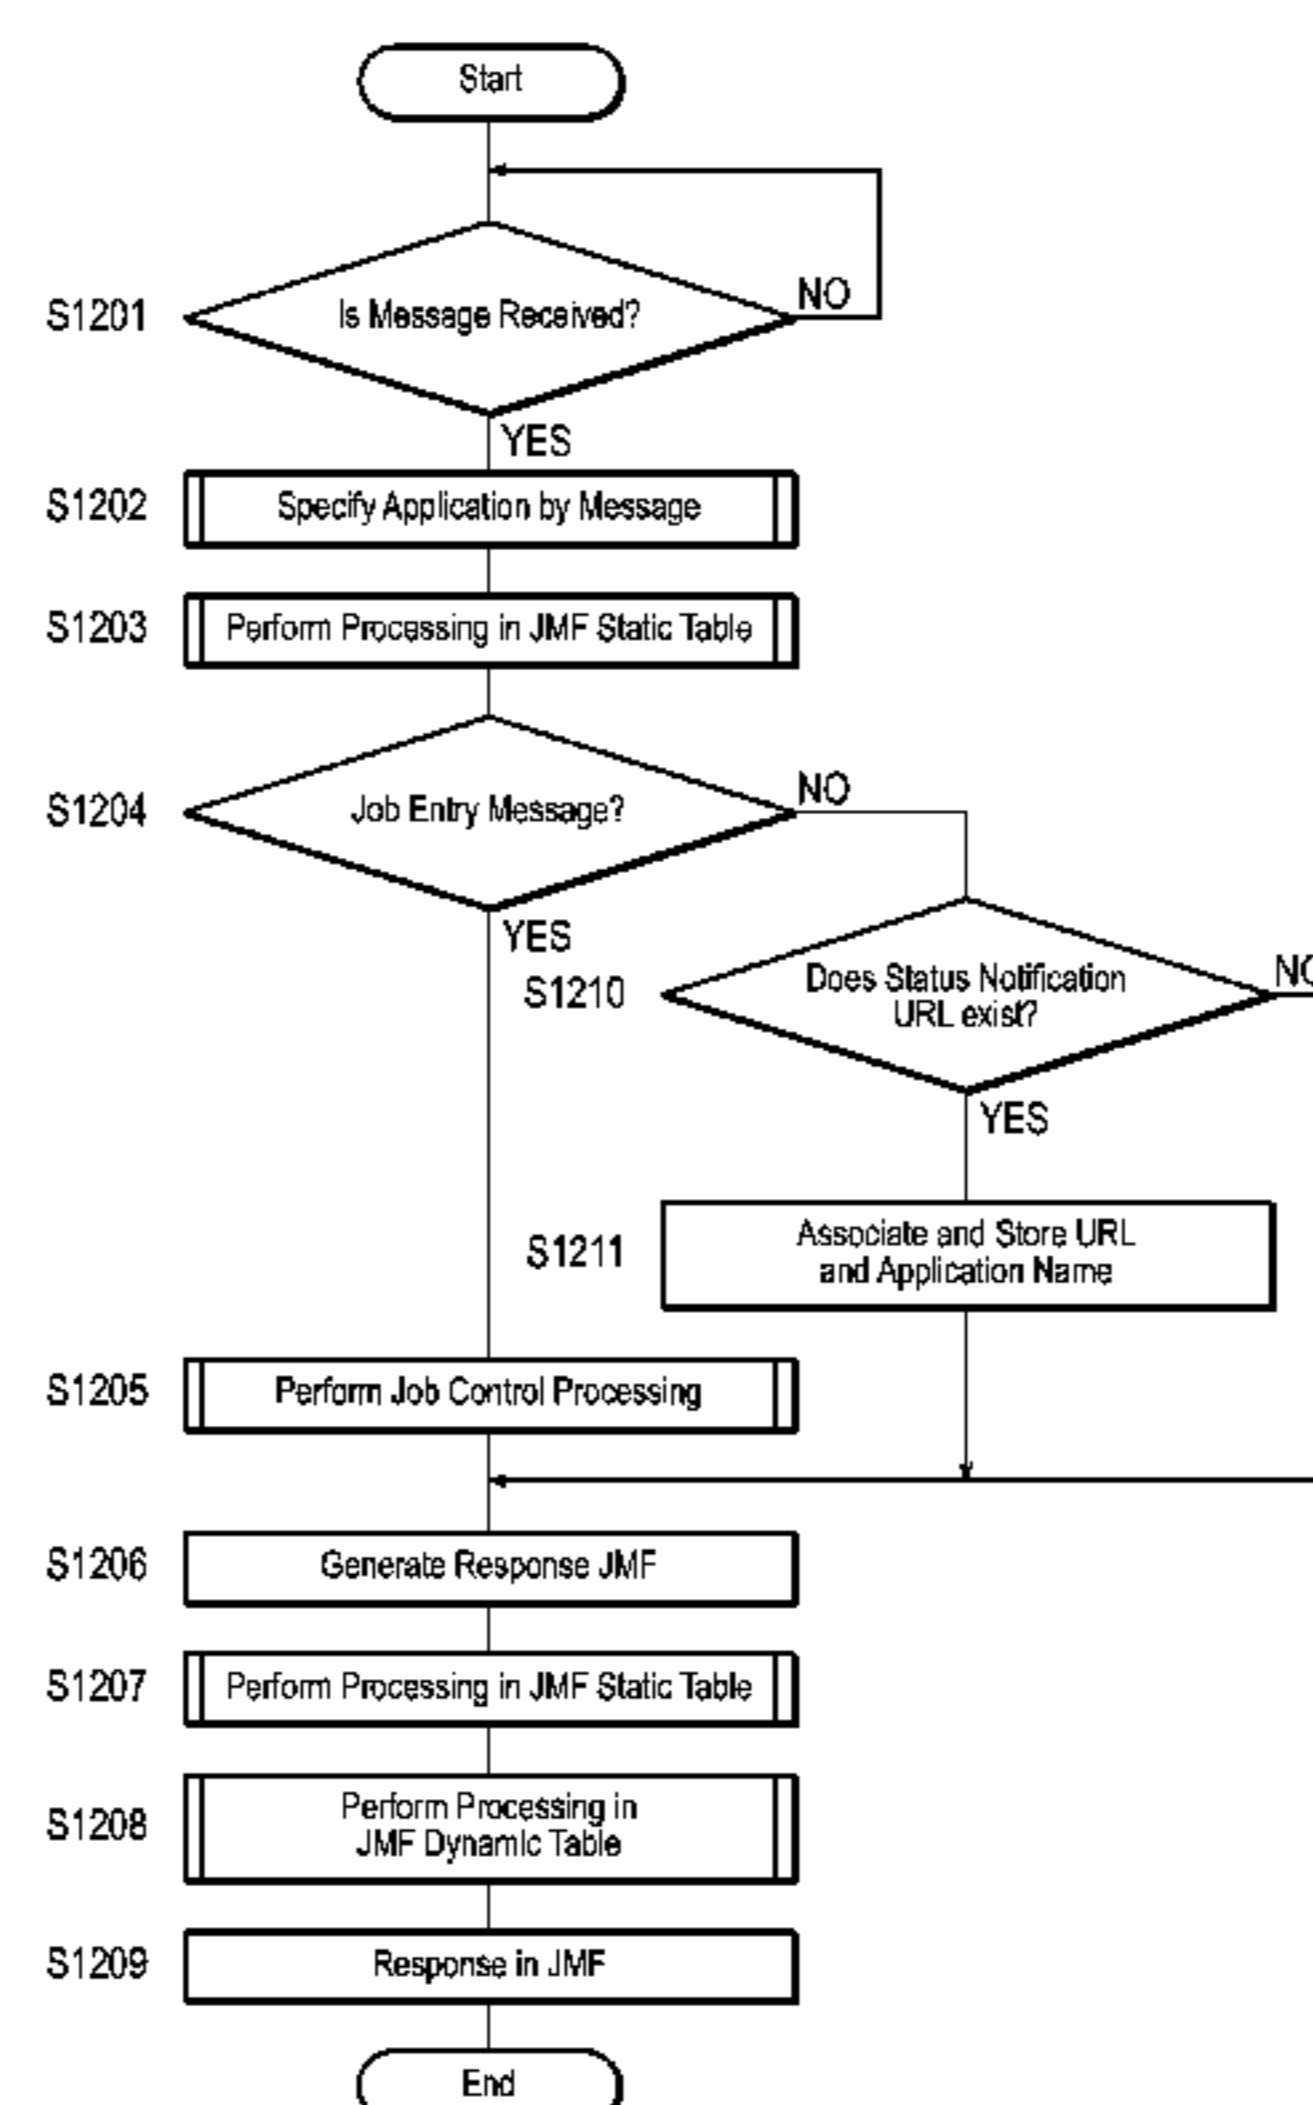 Start
S1201
Is Message Received?
NO
YES
S1202
Specify Application by Message
S1203
Perform Processing in JMF Static Table
S1204
Job Entry Message?
NO
YES
S1210
Does Status Notification
URL exist?
NO
YES
S1211
Associate and Store URL
and Application Name
S1205
Perform Job Control Processing
S1206
Generate Response JMF
S1207
Perform Processing in JMF Static Table
S1208
Perform Processing in
JMF Dynamic Table
S1209
Response in JMF
End